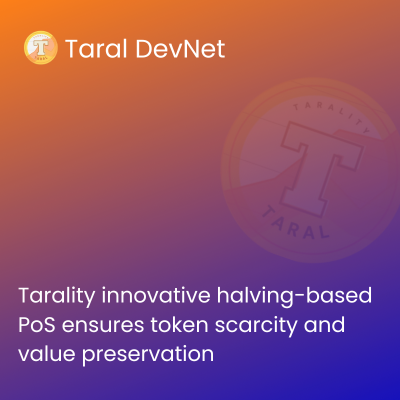 Taral DevNet
TARALITY
T
TARAL
Tarality innovative halving-based
PoS ensures token scarcity and
value preservation